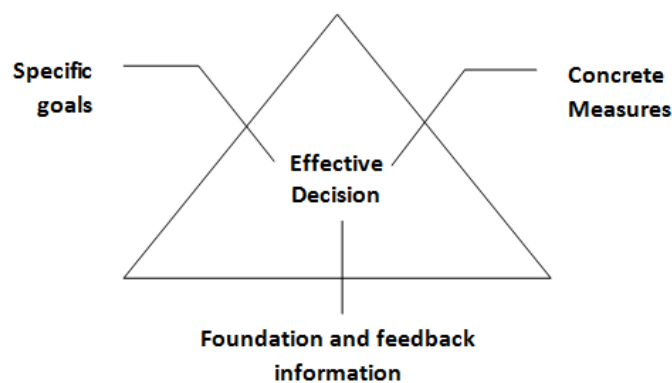 Specific
goals
Concrete
Measures
Effective
Decision
Foundation and feedback
information